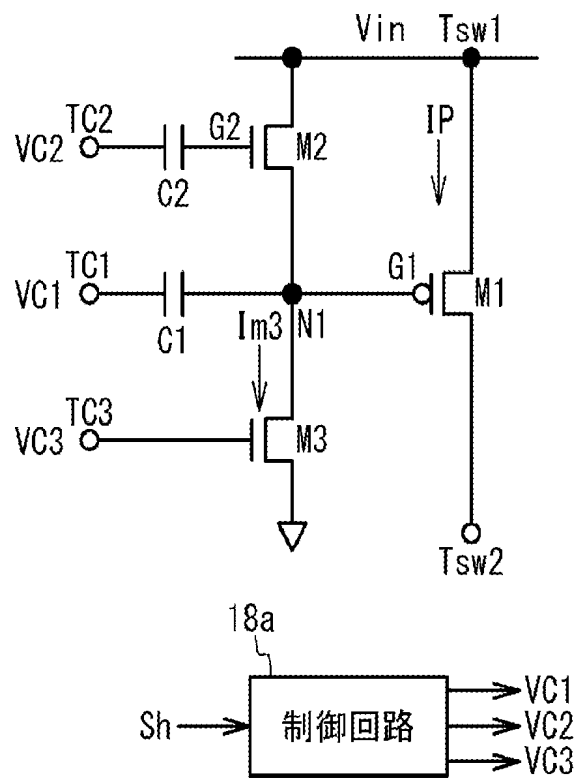 Vin Tsw1
TC2
G2
VC2
M2
C2
IP
TC1
G1
VC1
M1
C1
Im3
N1
TC3
VC3
M3
Tsw2
18a
Sh
制御回路
VC1
VC2
VC3